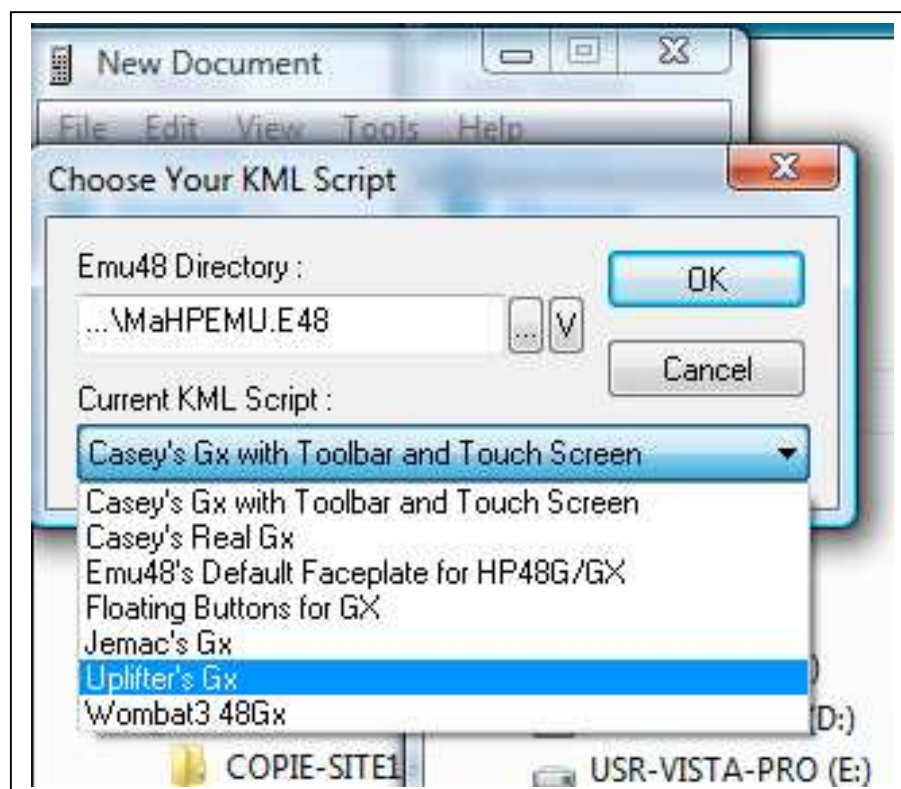 New Document
File Edit View Tools Help
Choose Your KML Script
Emu48 Directory :
...\MaHPEMU.E48
... V
OK
Cancel
Current KML Script :
Casey's Gx with Toolbar and Touch Screen
Casey's Gx with Toolbar and Touch Screen
Casey's Real Gx
Emu48's Default Faceplate for HP48G/GX
Floating Buttons for GX
Jemac's Gx
Uplifter's Gx
Wombat3 48Gx
)
(D:)
COPIE-SITE1
USR-VISTA-PRO (E:)